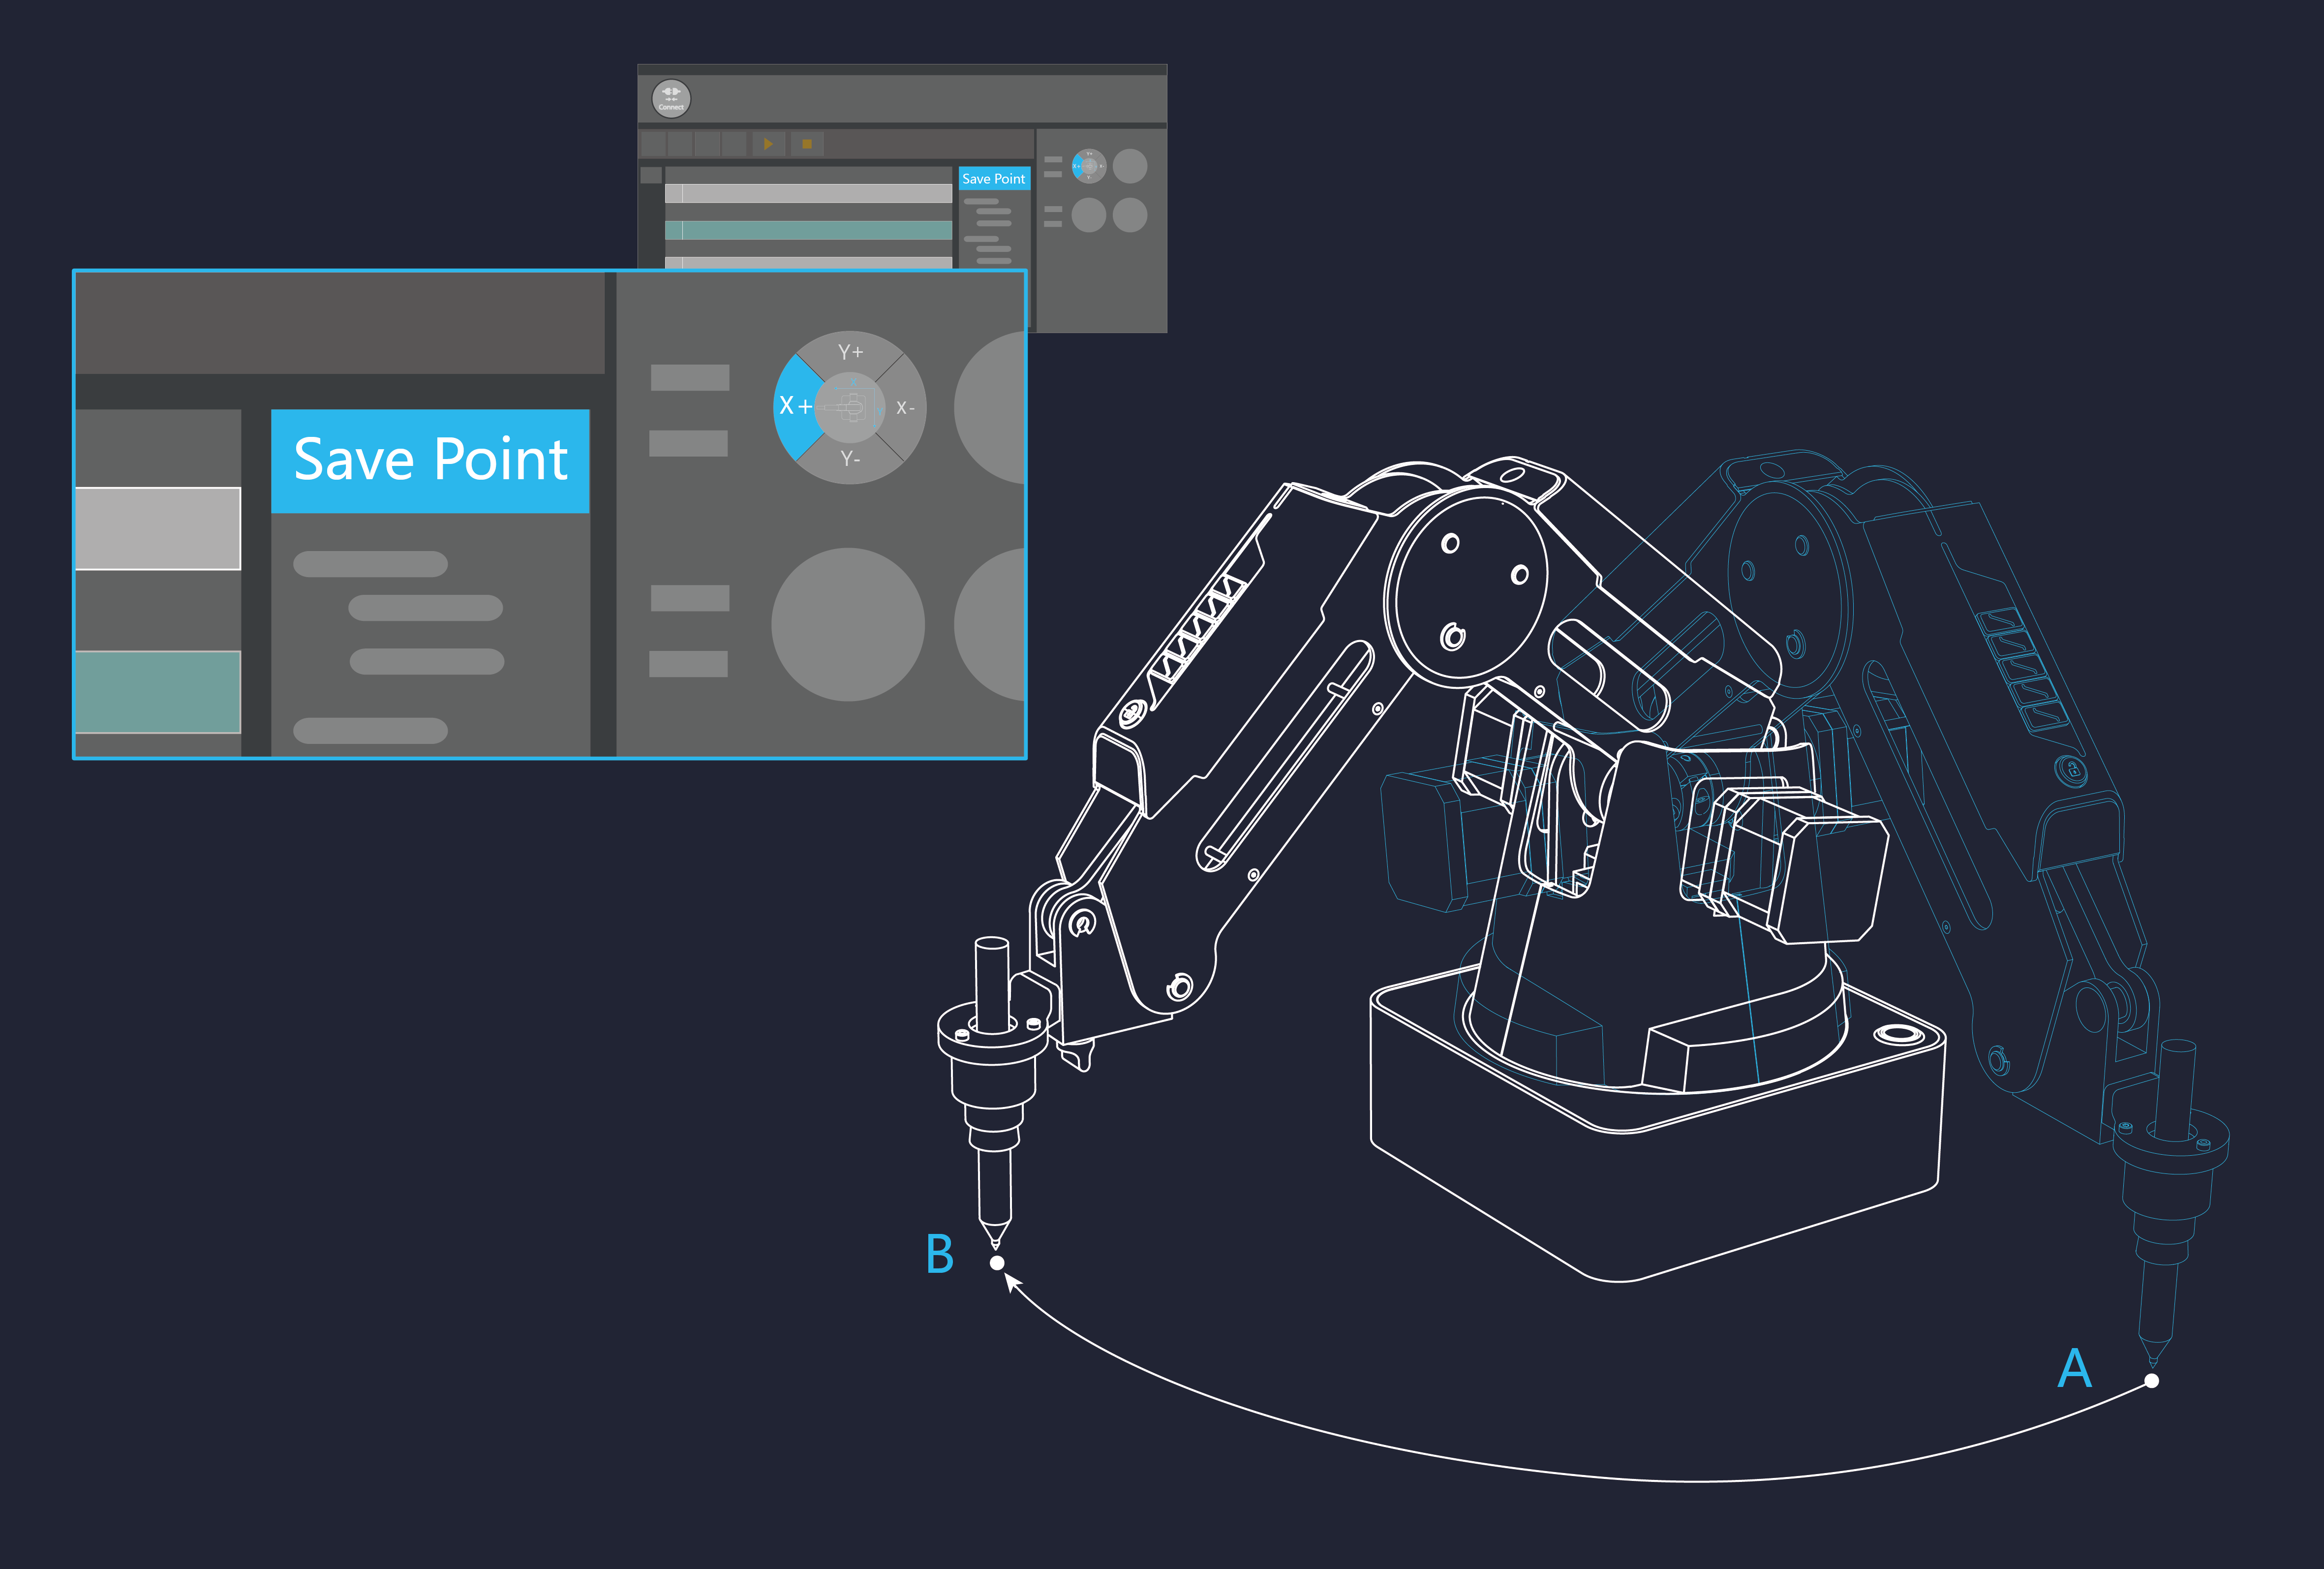 Connect
Save Point
Y+
X+
X-
Y-
Save Point
Y+
X+
X-
Y-
B
A